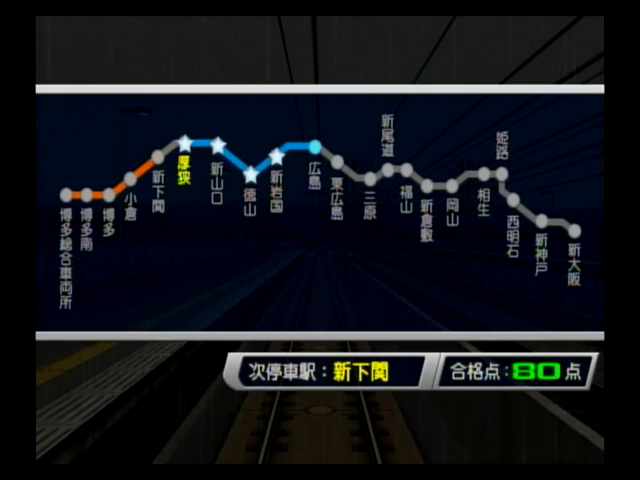 博多総合車両所
博多南
博多
小倉
新下関
厚狭
新山口
徳山
新岩国
広島
東広島
三原
新尾道
福山
新倉敷
岡山
相生
姫路
西明石
新神戸
新大阪
次停車駅：新下関
合格点：80点